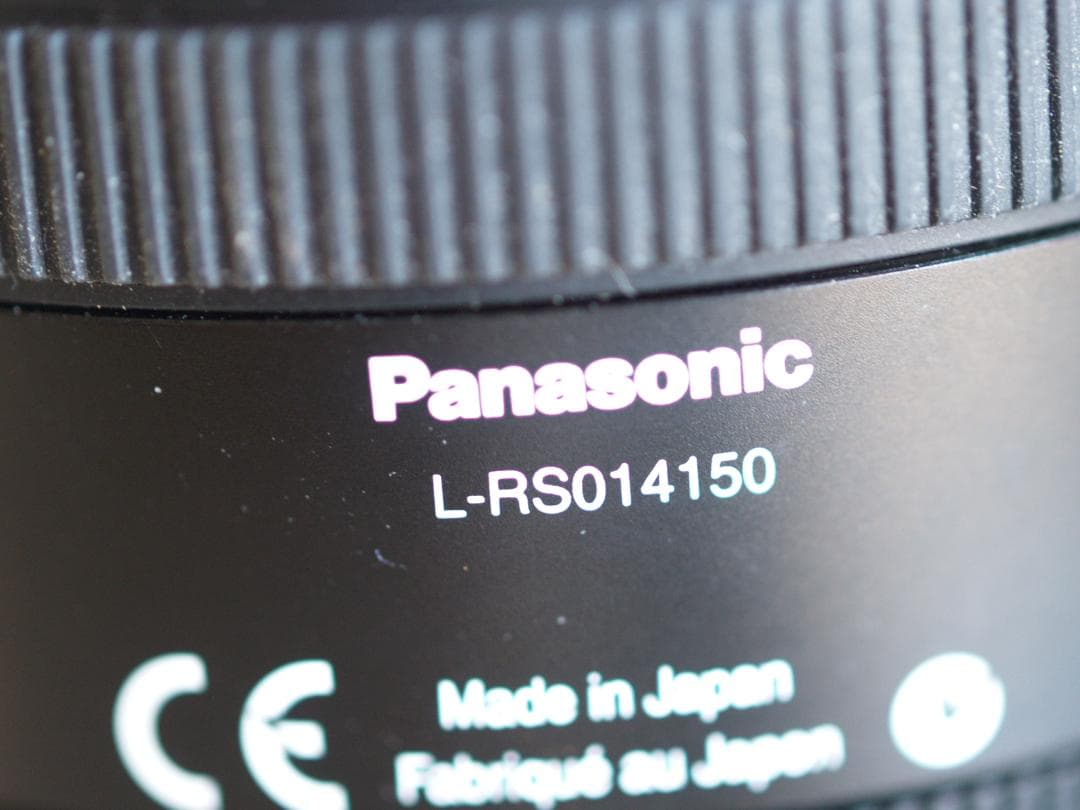 Panasonic
L-RS014150
CE
Made in Japan
Fabriqué au Japon